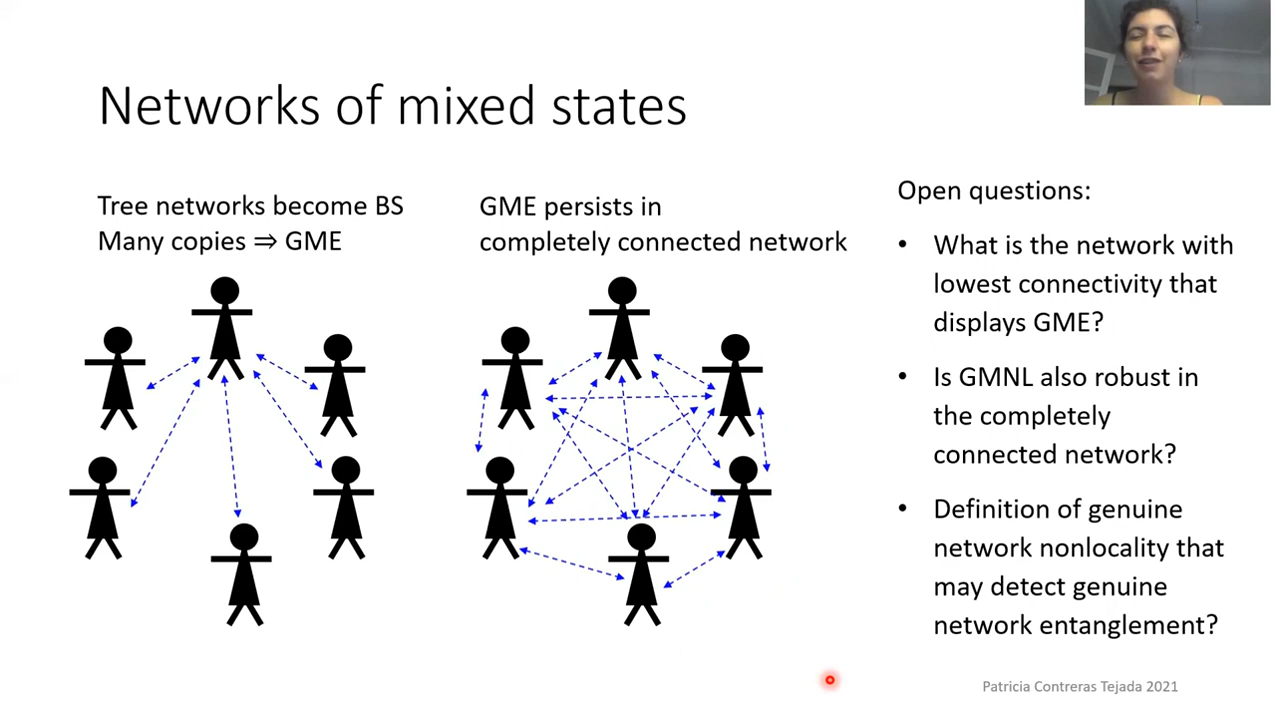 Networks of mixed states
Tree networks become BS
Many copies ⇒ GME
GME persists in
completely connected network
Open questions:
• What is the network with
lowest connectivity that
displays GME?
• Is GMNL also robust in
the completely
connected network?
• Definition of genuine
network nonlocality that
may detect genuine
network entanglement?
Patricia Contreras Tejada 2021